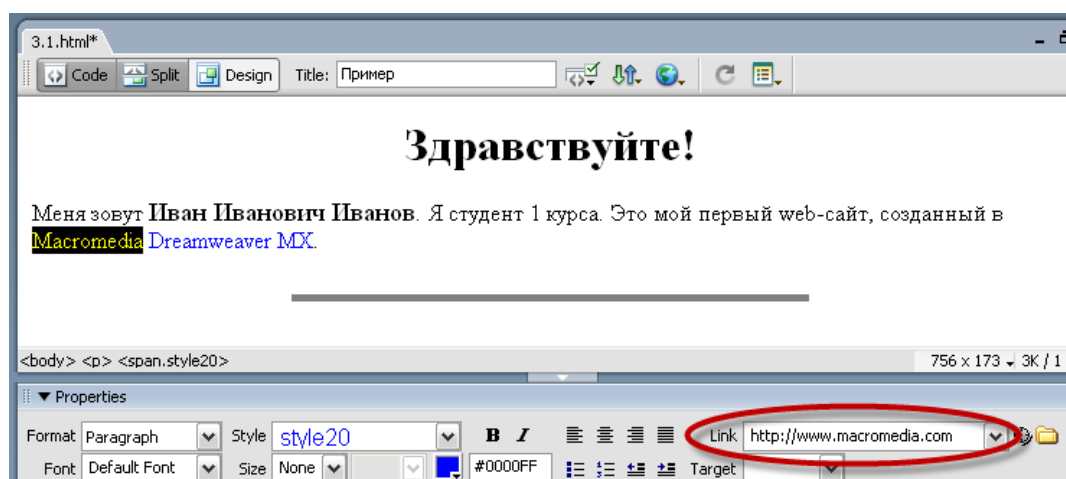 3.1.html*
Code Split Design Title: Пример
Здравствуйте!
Меня зовут Иван Иванович Иванов. Я студент 1 курса. Это мой первый web-сайт, созданный в
Macromedia Dreamweaver MX.
<body> <p> <span.style20> 756 x 173 3K / 1
Properties
Format Paragraph Style style20 B I Link http://www.macromedia.com
Font Default Font Size None #0000FF Target